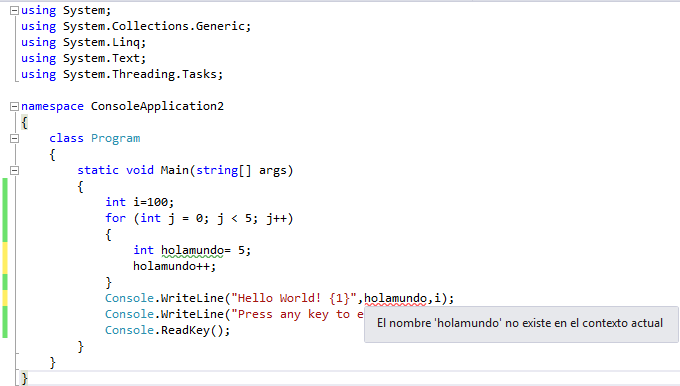 using System;
using System.Collections.Generic;
using System.Linq;
using System.Text;
using System.Threading.Tasks;
namespace ConsoleApplication2
{
class Program
{
static void Main(string[] args)
{
int i=100;
for (int j = 0; j < 5; j++)
{
int holamundo= 5;
holamundo++;
}
Console.WriteLine("Hello World! {1}",holamundo,i);
Console.WriteLine("Press any key to e
El nombre 'holamundo' no existe en el contexto actual
Console.ReadKey();
}
}
}